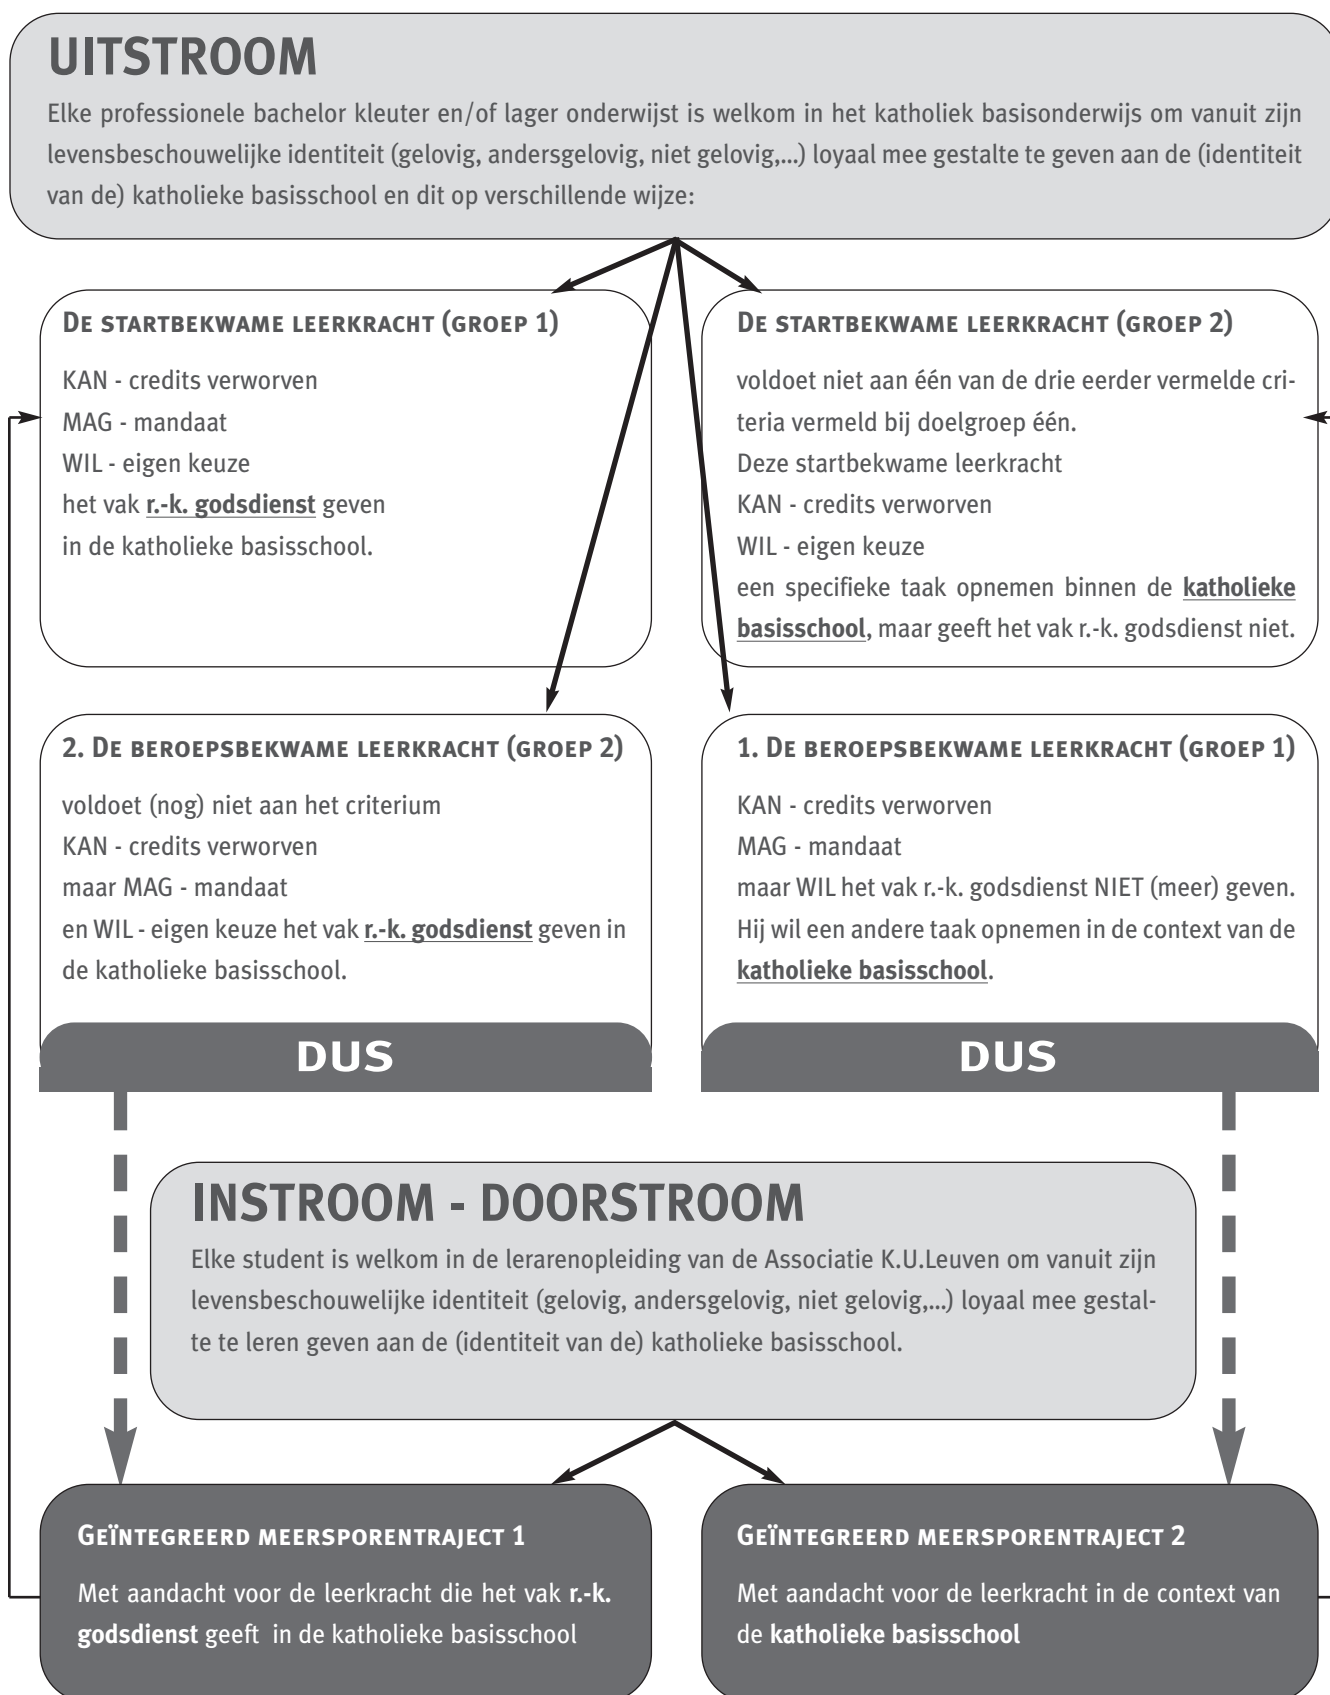 UITSTROOM
Elke professionele bachelor kleuter en/of lager onderwijst is welkom in het katholiek basisonderwijs om vanuit zijn
levensbeschouwelijke identiteit (gelovig, andersgelovig, niet gelovig,...) loyaal mee gestalte te geven aan de (identiteit
van de) katholieke basisschool en dit op verschillende wijze:
De startbekwame leerkracht (groep 1)
KAN - credits verworven
MAG - mandaat
WIL - eigen keuze
het vak r.-k. godsdienst geven
in de katholieke basisschool.
De startbekwame leerkracht (groep 2)
voldoet niet aan één van de drie eerder vermelde cri-
teria vermeld bij doelgroep één.
Deze startbekwame leerkracht
KAN - credits verworven
WIL - eigen keuze
een specifieke taak opnemen binnen de katholieke
basisschool, maar geeft het vak r.-k. godsdienst niet.
2. De beroepsbekwame leerkracht (groep 2)
voldoet (nog) niet aan het criterium
KAN - credits verworven
maar MAG - mandaat
en WIL - eigen keuze het vak r.-k. godsdienst geven in
de katholieke basisschool.
DUS
1. De beroepsbekwame leerkracht (groep 1)
KAN - credits verworven
MAG - mandaat
maar WIL het vak r.-k. godsdienst NIET (meer) geven.
Hij wil een andere taak opnemen in de context van de
katholieke basisschool.
DUS
INSTROOM - DOORSTROOM
Elke student is welkom in de lerarenopleiding van de Associatie K.U.Leuven om vanuit zijn
levensbeschouwelijke identiteit (gelovig, andersgelovig, niet gelovig,...) loyaal mee gestal-
te te leren geven aan de (identiteit van de) katholieke basisschool.
Geïntegreerd meersporentraject 1
Met aandacht voor de leerkracht die het vak r.-k.
godsdienst geeft in de katholieke basisschool
Geïntegreerd meersporentraject 2
Met aandacht voor de leerkracht in de context van
de katholieke basisschool